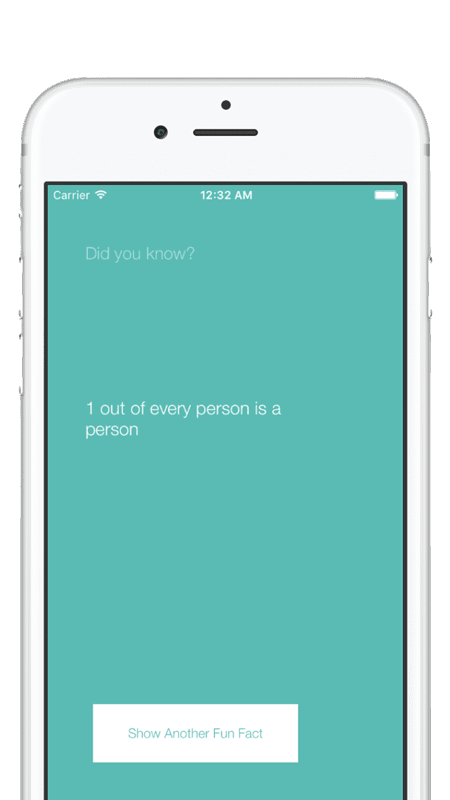 Carrier 12:32 AM
Did you know?
1 out of every person is a
person
Show Another Fun Fact